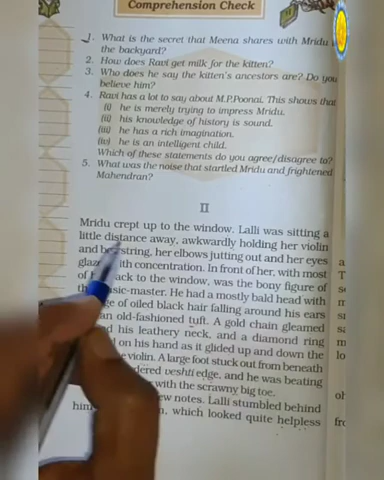 Comprehension Check
1. What is the secret that Meena shares with Mridu
the backyard?
2. How does Ravi get milk for the kitten?
3. Who does he say the kitten's ancestors are? Do you
believe him?
4. Ravi has a lot to say about M.P.Poonai. This shows that
(i) he is merely trying to impress Mridu.
(ii) his knowledge of history is sound.
(iii) he has a rich imagination.
(iv) he is an intelligent child.
Which of these statements do you agree/disagree to?
5. What was the noise that startled Mridu and frightened
Mahendran?
II
Mridu crept up to the window. Lalli was sitting a
little distance away, awkwardly holding her violin
and string, her elbows jutting out and her eyes
with concentration. In front of her, with most
of back to the window, was the bony figure of
-master. He had a mostly bald head with
of oiled black hair falling around his ears
an old-fashioned tuft. A gold chain gleamed
his leathery neck, and a diamond ring
on his hand as it glided up and down the
violin. A large foot stuck out from beneath
veshti edge, and he was beating
with the scrawny big toe.
notes. Lalli stumbled behind
him, which looked quite helpless